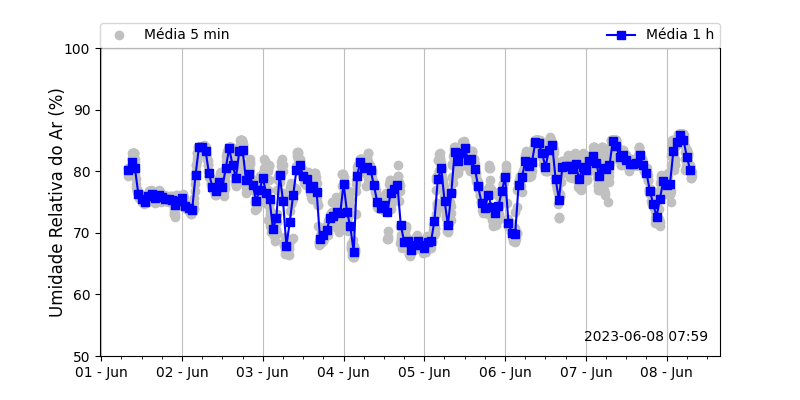 Média 5 min
Média 1 h
Umidade Relativa do Ar (%)
100
90
80
70
60
50
2023-06-08 07:59
01 - Jun
02 - Jun
03 - Jun
04 - Jun
05 - Jun
06 - Jun
07 - Jun
08 - Jun